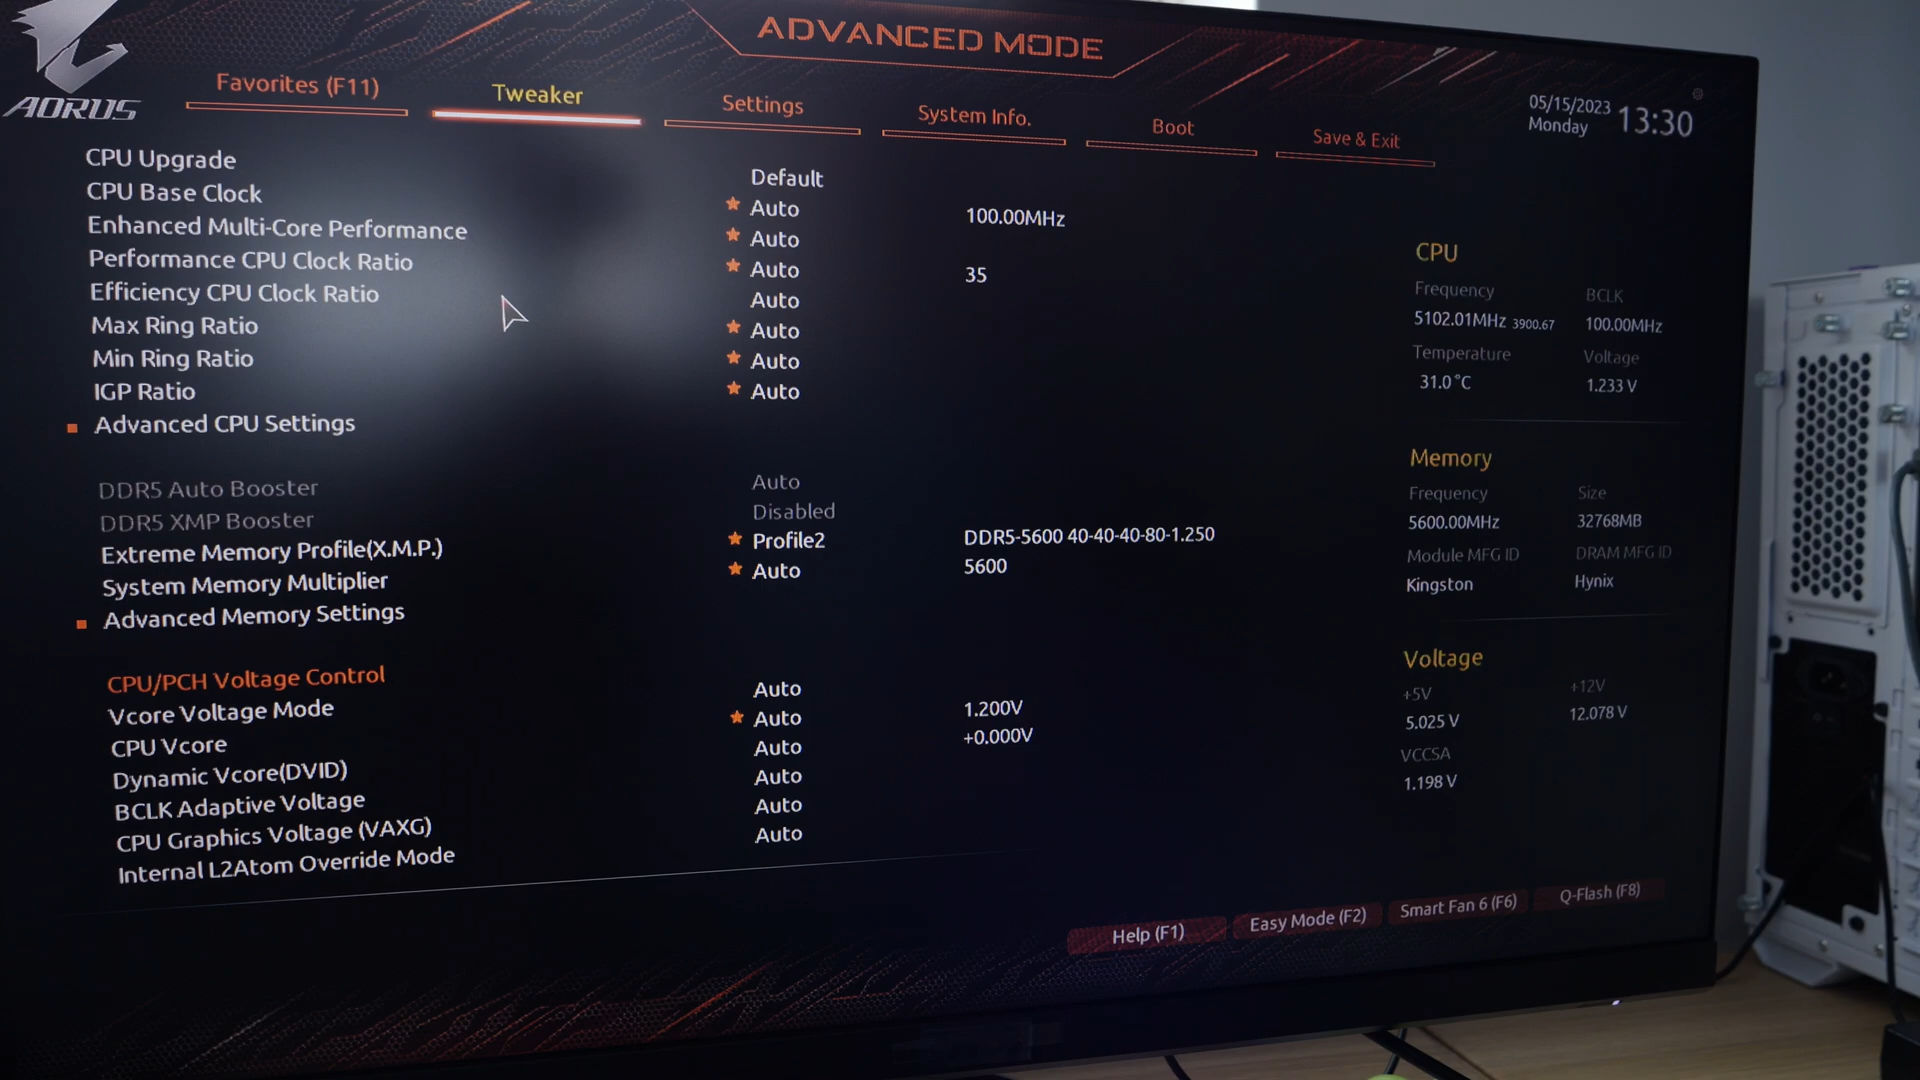 ADVANCED MODE
AORUS
Favorites (F11)
Tweaker
Settings
System Info.
Boot
Save & Exit
05/15/2023
Monday
13:30
CPU Upgrade Default
CPU Base Clock Auto 100.00MHz
Enhanced Multi-Core Performance Auto
Performance CPU Clock Ratio Auto 35
Efficiency CPU Clock Ratio Auto
Max Ring Ratio Auto
Min Ring Ratio Auto
IGP Ratio Auto
Advanced CPU Settings
DDR5 Auto Booster Auto
DDR5 XMP Booster Disabled
Extreme Memory Profile(X.M.P.) Profile2 DDR5-5600 40-40-40-80-1.250
System Memory Multiplier Auto 5600
Advanced Memory Settings
CPU/PCH Voltage Control
Vcore Voltage Mode Auto
CPU Vcore Auto 1.200V
Dynamic Vcore(DVID) Auto +0.000V
BCLK Adaptive Voltage Auto
CPU Graphics Voltage (VAXG) Auto
Internal L2Atom Override Mode Auto
CPU
Frequency BCLK
5102.01MHz 3900.67 100.00MHz
Temperature Voltage
31.0 °C 1.233 V
Memory
Frequency Size
5600.00MHz 32768MB
Module MFG ID DRAM MFG ID
Kingston Hynix
Voltage
+5V +12V
5.025 V 12.078 V
VCCSA
1.198 V
Help (F1)
Easy Mode (F2)
Smart Fan 6 (F6)
Q-Flash (F8)